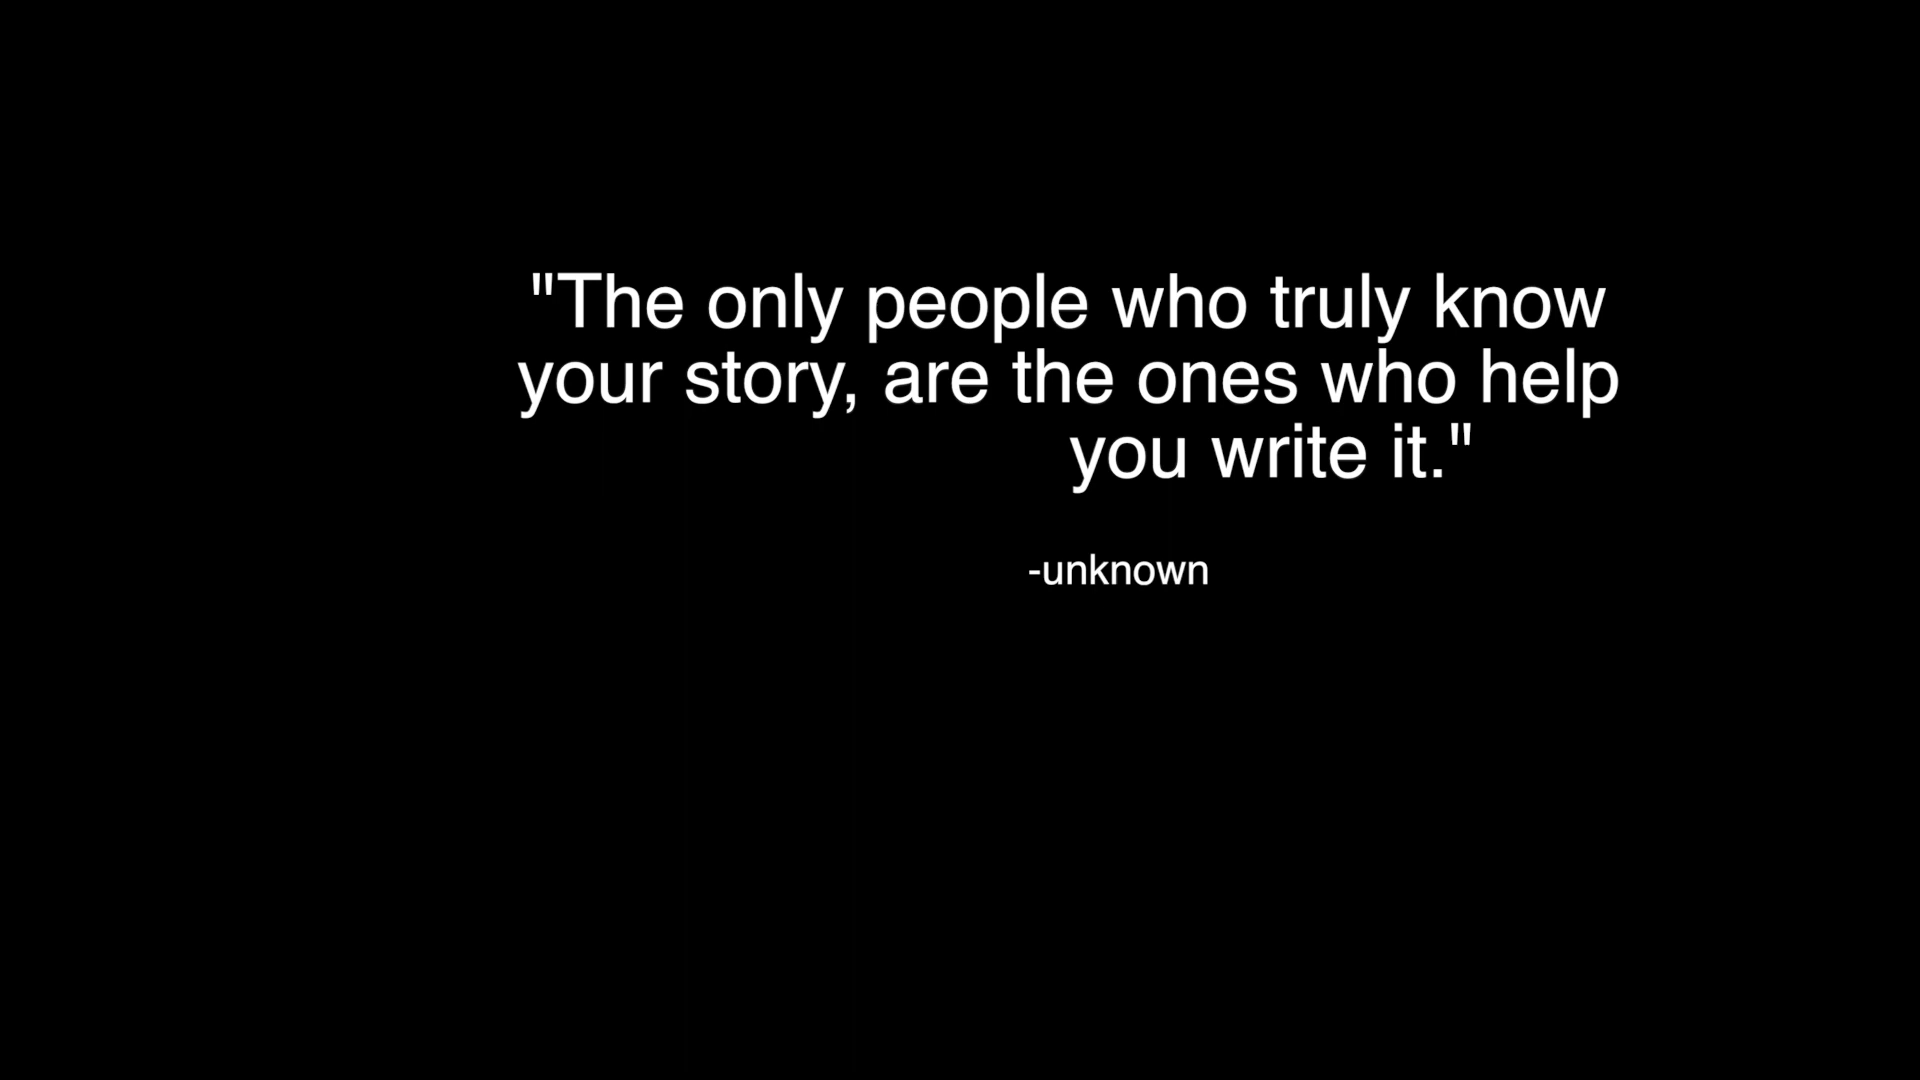 "The only people who truly know
your story, are the ones who help
you write it."
-unknown